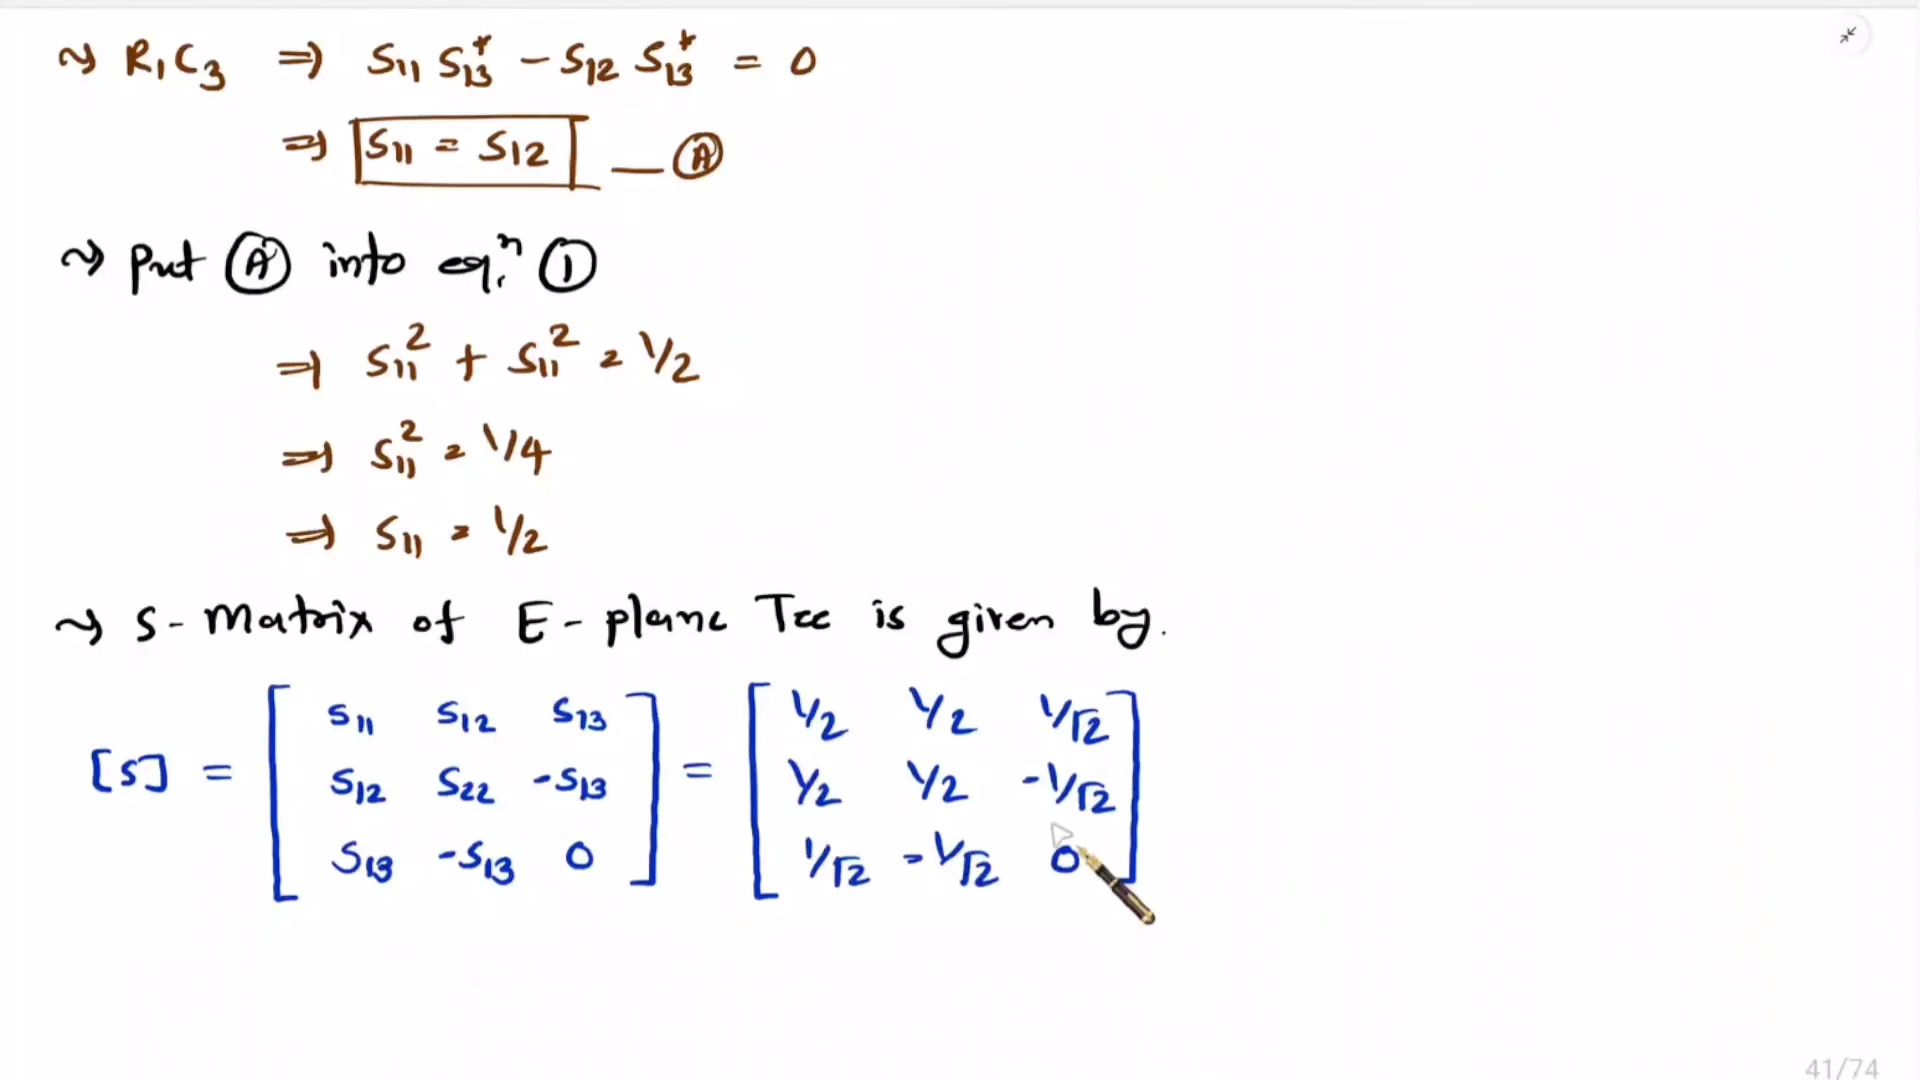 ~> R₁C₃ ⇒ S₁₁ S₁₃* - S₁₂ S₁₃* = 0
⇒ S₁₁ = S₁₂ — Ⓐ
~> Put Ⓐ into eqⁿ. ①
⇒ S₁₁² + S₁₁² = 1/2
⇒ S₁₁² = 1/4
⇒ S₁₁ = 1/2
~> S-Matrix of E-plane Tee is given by.
[S] = [ S₁₁ S₁₂ S₁₃ ] = [ 1/2 1/2 1/√2 ]
[ S₁₂ S₂₂ -S₁₃ ] [ 1/2 1/2 -1/√2 ]
[ S₁₃ -S₁₃ 0 ] [ 1/√2 -1/√2 0 ]
41/74